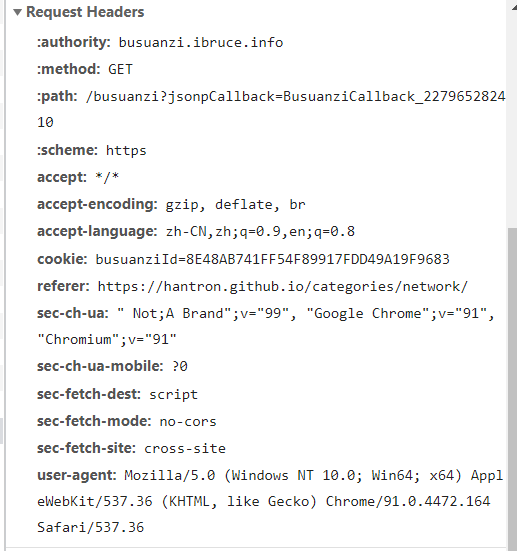 Request Headers
:authority: busuanzi.ibruce.info
:method: GET
:path: /busuanzi?jsonpCallback=BusuanziCallback_2279652824
10
:scheme: https
accept: */*
accept-encoding: gzip, deflate, br
accept-language: zh-CN,zh;q=0.9,en;q=0.8
cookie: busuanziId=8E48AB741FF54F89917FDD49A19F9683
referer: https://hantron.github.io/categories/network/
sec-ch-ua: " Not;A Brand";v="99", "Google Chrome";v="91",
"Chromium";v="91"
sec-ch-ua-mobile: ?0
sec-fetch-dest: script
sec-fetch-mode: no-cors
sec-fetch-site: cross-site
user-agent: Mozilla/5.0 (Windows NT 10.0; Win64; x64) Appl
eWebKit/537.36 (KHTML, like Gecko) Chrome/91.0.4472.164
Safari/537.36